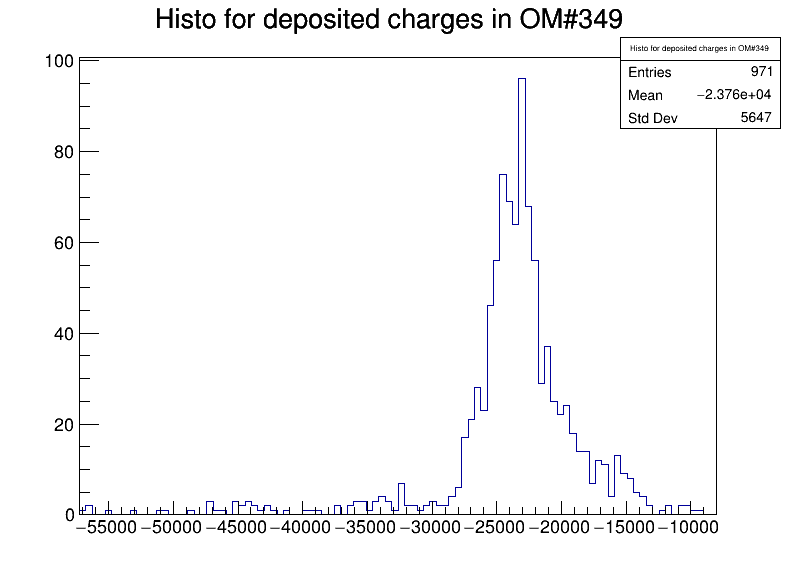 Histo for deposited charges in OM#349
Histo for deposited charges in OM#349
Entries 971
Mean −2.376e+04
Std Dev 5647
100
80
60
40
20
0
−55000 −50000 −45000 −40000 −35000 −30000 −25000 −20000 −15000 −10000